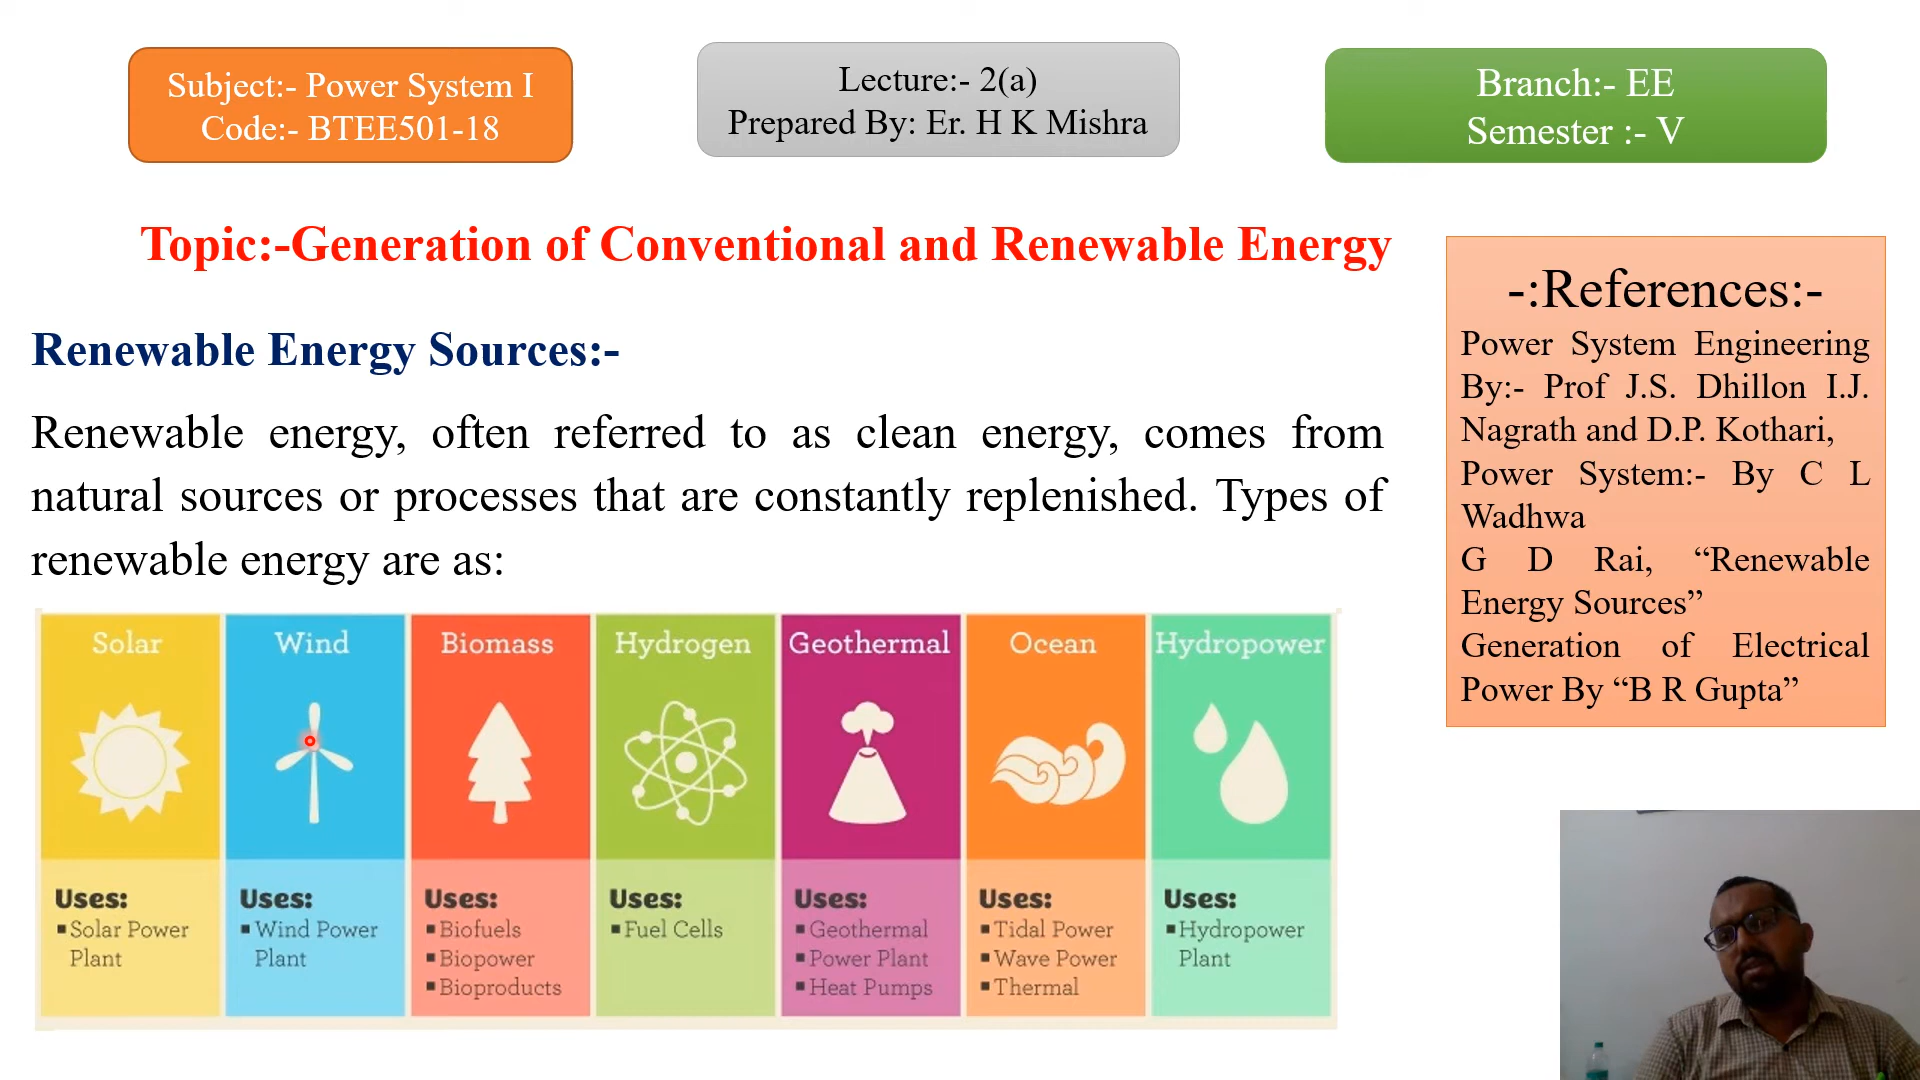 Subject:- Power System I
Code:- BTEE501-18
Lecture:- 2(a)
Prepared By: Er. H K Mishra
Branch:- EE
Semester :- V
Topic:-Generation of Conventional and Renewable Energy
Renewable Energy Sources:-
Renewable energy, often referred to as clean energy, comes from
natural sources or processes that are constantly replenished. Types of
renewable energy are as:
Solar
Uses:
▪Solar Power
Plant
Wind
Uses:
▪Wind Power
Plant
Biomass
Uses:
▪Biofuels
▪Biopower
▪Bioproducts
Hydrogen
Uses:
▪Fuel Cells
Geothermal
Uses:
▪Geothermal
▪Power Plant
▪Heat Pumps
Ocean
Uses:
▪Tidal Power
▪Wave Power
▪Thermal
Hydropower
Uses:
▪Hydropower
Plant
-:References:-
Power System Engineering
By:- Prof J.S. Dhillon I.J.
Nagrath and D.P. Kothari,
Power System:- By C L
Wadhwa
G D Rai, “Renewable
Energy Sources”
Generation of Electrical
Power By “B R Gupta”